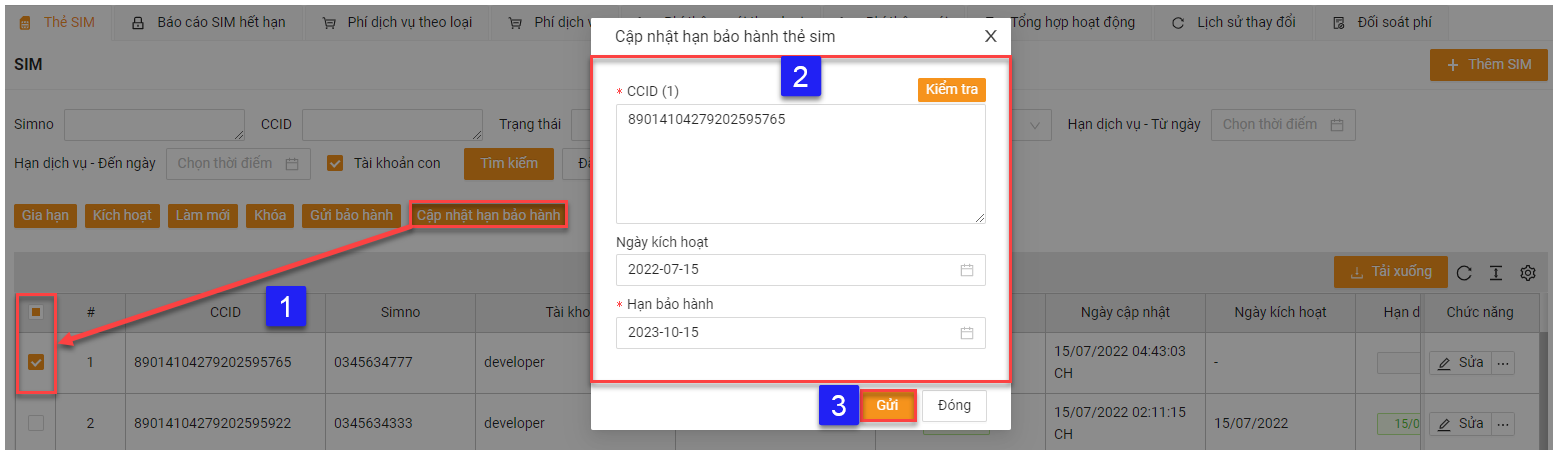 Thẻ SIM
Báo cáo SIM hết hạn
Phí dịch vụ theo loại
Phí dịch v
Tổng hợp hoạt động
Lịch sử thay đổi
Đối soát phí
SIM
Thêm SIM
Simno
CCID
Trạng thái
Hạn dịch vụ - Từ ngày
Chọn thời điểm
Hạn dịch vụ - Đến ngày
Chọn thời điểm
Tài khoản con
Tìm kiếm
Gia hạn
Kích hoạt
Làm mới
Khóa
Gửi bảo hành
Cập nhật hạn bảo hành
Tải xuống
1
#
CCID
Simno
Tài kho
Ngày cập nhật
Ngày kích hoạt
Hạn d
Chức năng
1
89014104279202595765
0345634777
developer
15/07/2022 04:43:03
CH
-
Sửa
...
2
89014104279202595922
0345634333
developer
15/07/2022 02:11:15
CH
15/07/2022
15/0
Sửa
...
Cập nhật hạn bảo hành thẻ sim
X
2
* CCID (1)
Kiểm tra
89014104279202595765
Ngày kích hoạt
2022-07-15
* Hạn bảo hành
2023-10-15
3
Gửi
Đóng